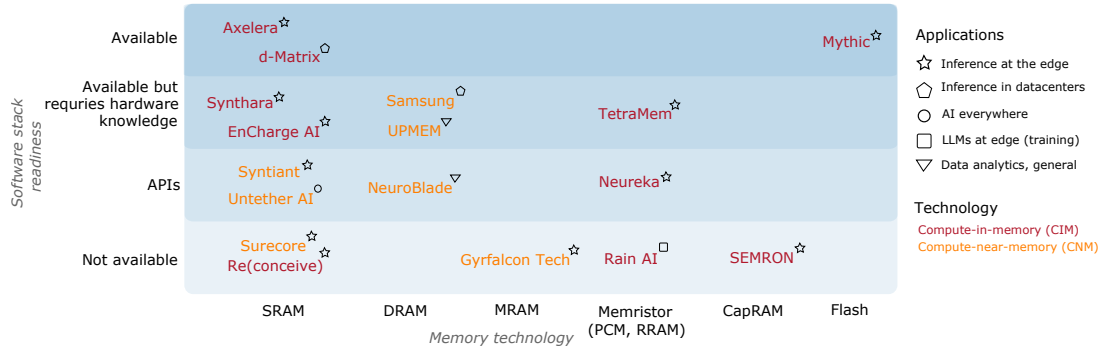 Software stack
readiness
Available
Axelera
d-Matrix
Mythic
Available but
requries hardware
knowledge
Synthara
EnCharge AI
Samsung
UPMEM
TetraMem
APIs
Syntiant
Untether AI
NeuroBlade
Neureka
Not available
Surecore
Re(conceive)
Gyrfalcon Tech
Rain AI
SEMRON
SRAM
DRAM
MRAM
Memristor
(PCM, RRAM)
CapRAM
Flash
Memory technology
Applications
Inference at the edge
Inference in datacenters
AI everywhere
LLMs at edge (training)
Data analytics, general
Technology
Compute-in-memory (CIM)
Compute-near-memory (CNM)